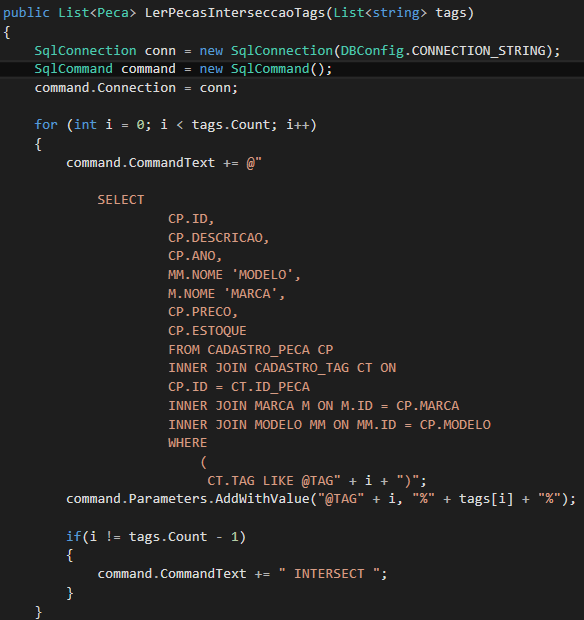 public List<Peca> LerPecasInterseccaoTags(List<string> tags)
{
    SqlConnection conn = new SqlConnection(DBConfig.CONNECTION_STRING);
    SqlCommand command = new SqlCommand();
    command.Connection = conn;

    for (int i = 0; i < tags.Count; i++)
    {
        command.CommandText += @"

            SELECT
                     CP.ID,
                     CP.DESCRICAO,
                     CP.ANO,
                     MM.NOME 'MODELO',
                     M.NOME 'MARCA',
                     CP.PRECO,
                     CP.ESTOQUE
                     FROM CADASTRO_PECA CP
                     INNER JOIN CADASTRO_TAG CT ON
                     CP.ID = CT.ID_PECA
                     INNER JOIN MARCA M ON M.ID = CP.MARCA
                     INNER JOIN MODELO MM ON MM.ID = CP.MODELO
                     WHERE
                         (
                          CT.TAG LIKE @TAG" + i + ")";
        command.Parameters.AddWithValue("@TAG" + i, "%" + tags[i] + "%");

        if(i != tags.Count - 1)
        {
            command.CommandText += " INTERSECT ";
        }
    }